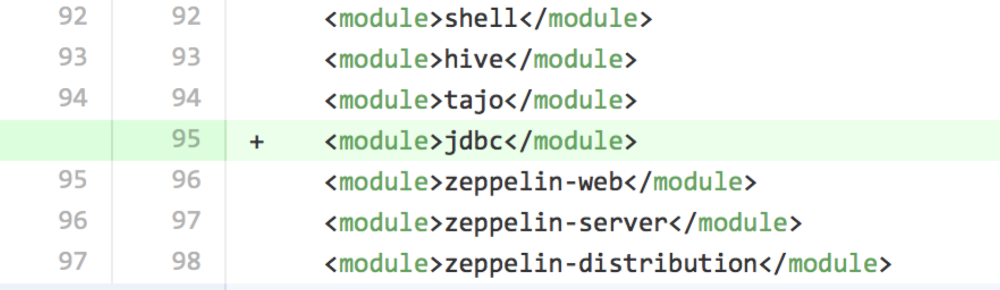 92 92 <module>shell</module>
93 93 <module>hive</module>
94 94 <module>tajo</module>
95 + <module>jdbc</module>
95 96 <module>zeppelin-web</module>
96 97 <module>zeppelin-server</module>
97 98 <module>zeppelin-distribution</module>